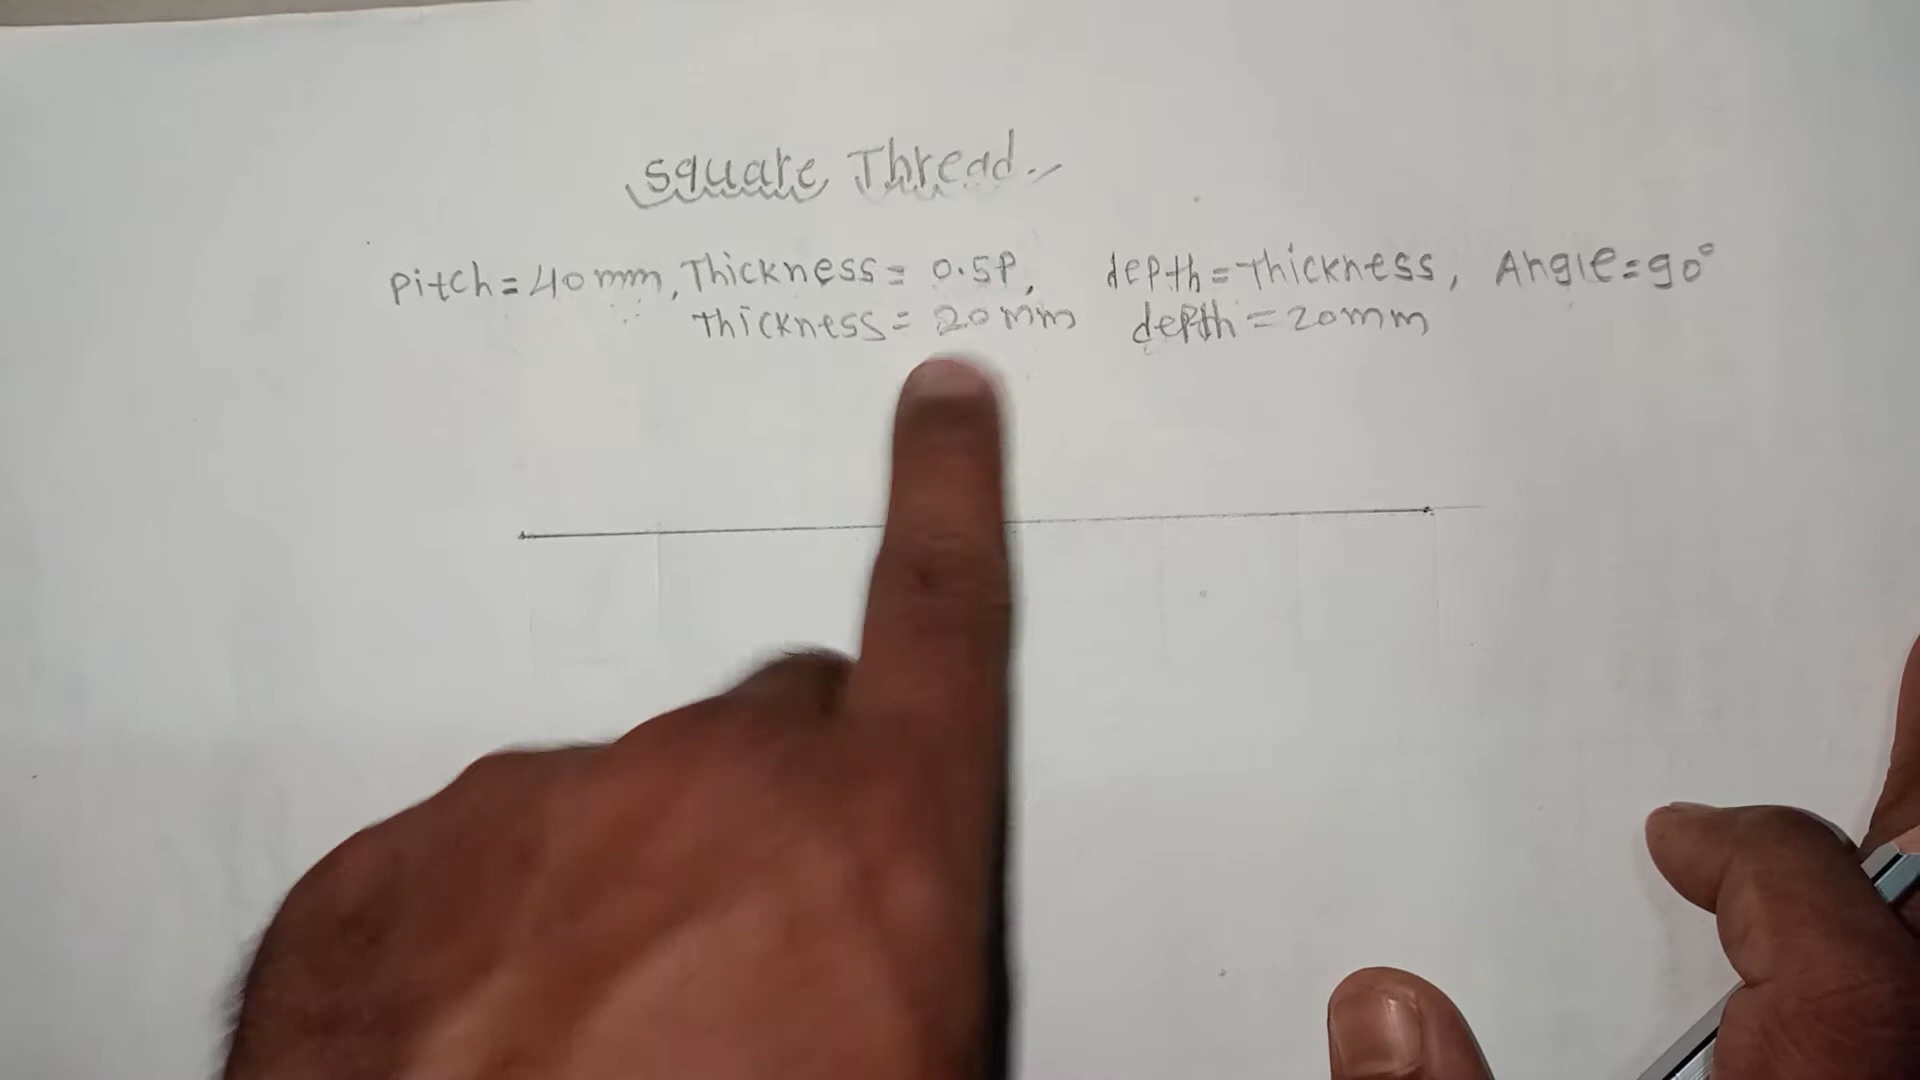 Square Thread
Pitch = 40mm, Thickness = 0.5P, depth = Thickness, Angle = 90°
Thickness = 20mm depth = 20mm